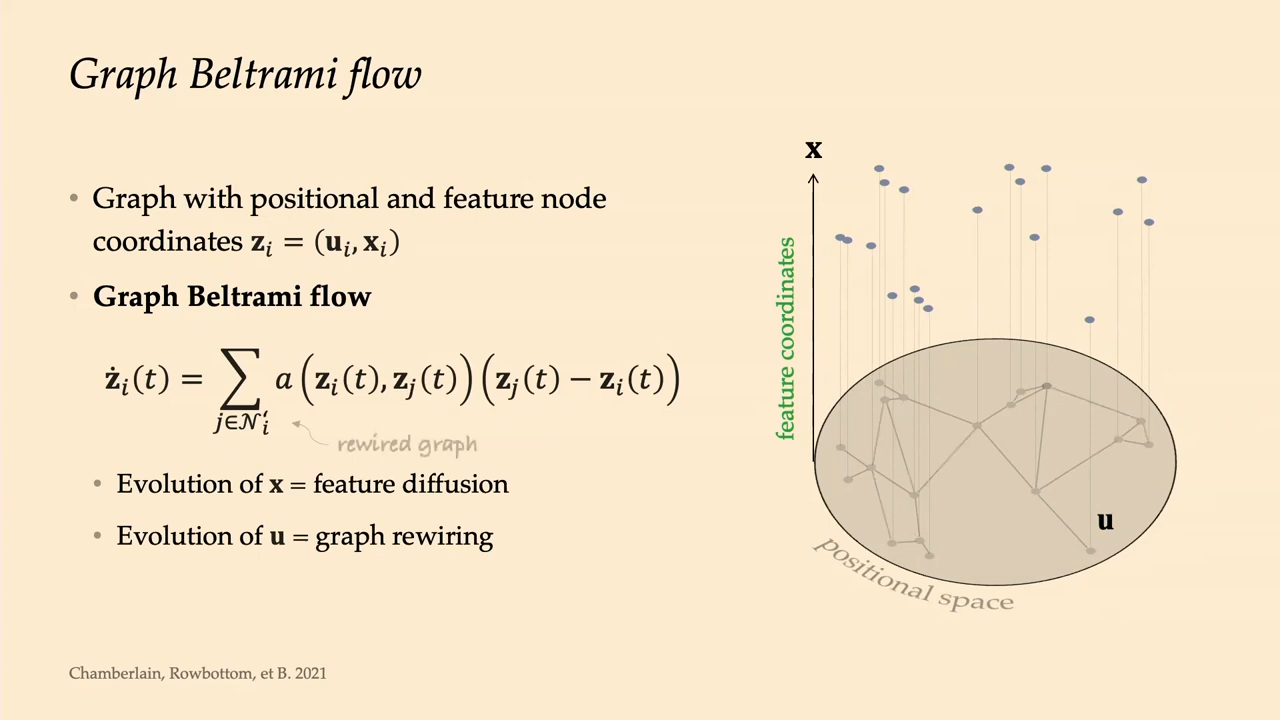 Graph Beltrami flow
• Graph with positional and feature node
coordinates 𝐳ᵢ = (𝐮ᵢ, 𝐱ᵢ)
• Graph Beltrami flow
𝐳̇ᵢ(t) = ∑_{j∈𝒩ᵢ′} a(𝐳ᵢ(t), 𝐳ⱼ(t))(𝐳ⱼ(t) − 𝐳ᵢ(t))
rewired graph
• Evolution of 𝐱 = feature diffusion
• Evolution of 𝐮 = graph rewiring
𝐱
feature coordinates
𝐮
positional space
Chamberlain, Rowbottom, et B. 2021